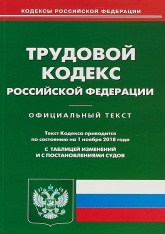 КОДЕКСЫ РОССИЙСКОЙ ФЕДЕРАЦИИ
ТРУДОВОЙ
КОДЕКС
РОССИЙСКОЙ ФЕДЕРАЦИИ
ОФИЦИАЛЬНЫЙ ТЕКСТ
Текст Кодекса приводится
по состоянию на 1 ноября 2018 года
С ТАБЛИЦЕЙ ИЗМЕНЕНИЙ
И С ПОСТАНОВЛЕНИЯМИ СУДОВ